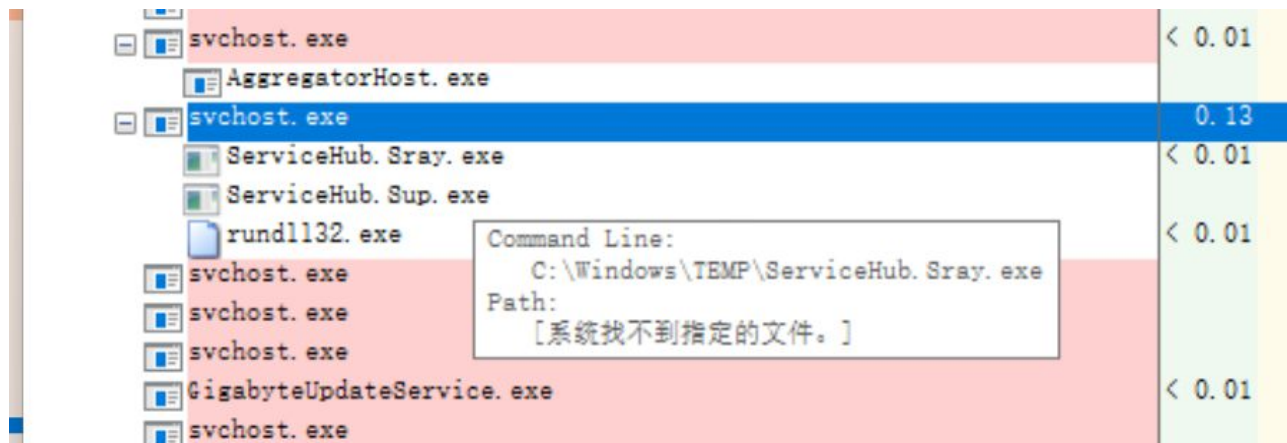 svchost.exe < 0.01
AggregatorHost.exe
svchost.exe 0.13
ServiceHub.Sray.exe < 0.01
ServiceHub.Sup.exe
rundll32.exe < 0.01
Command Line:
C:\Windows\TEMP\ServiceHub.Sray.exe
Path:
[系统找不到指定的文件。]
svchost.exe
svchost.exe
svchost.exe
GigabyteUpdateService.exe < 0.01
svchost.exe